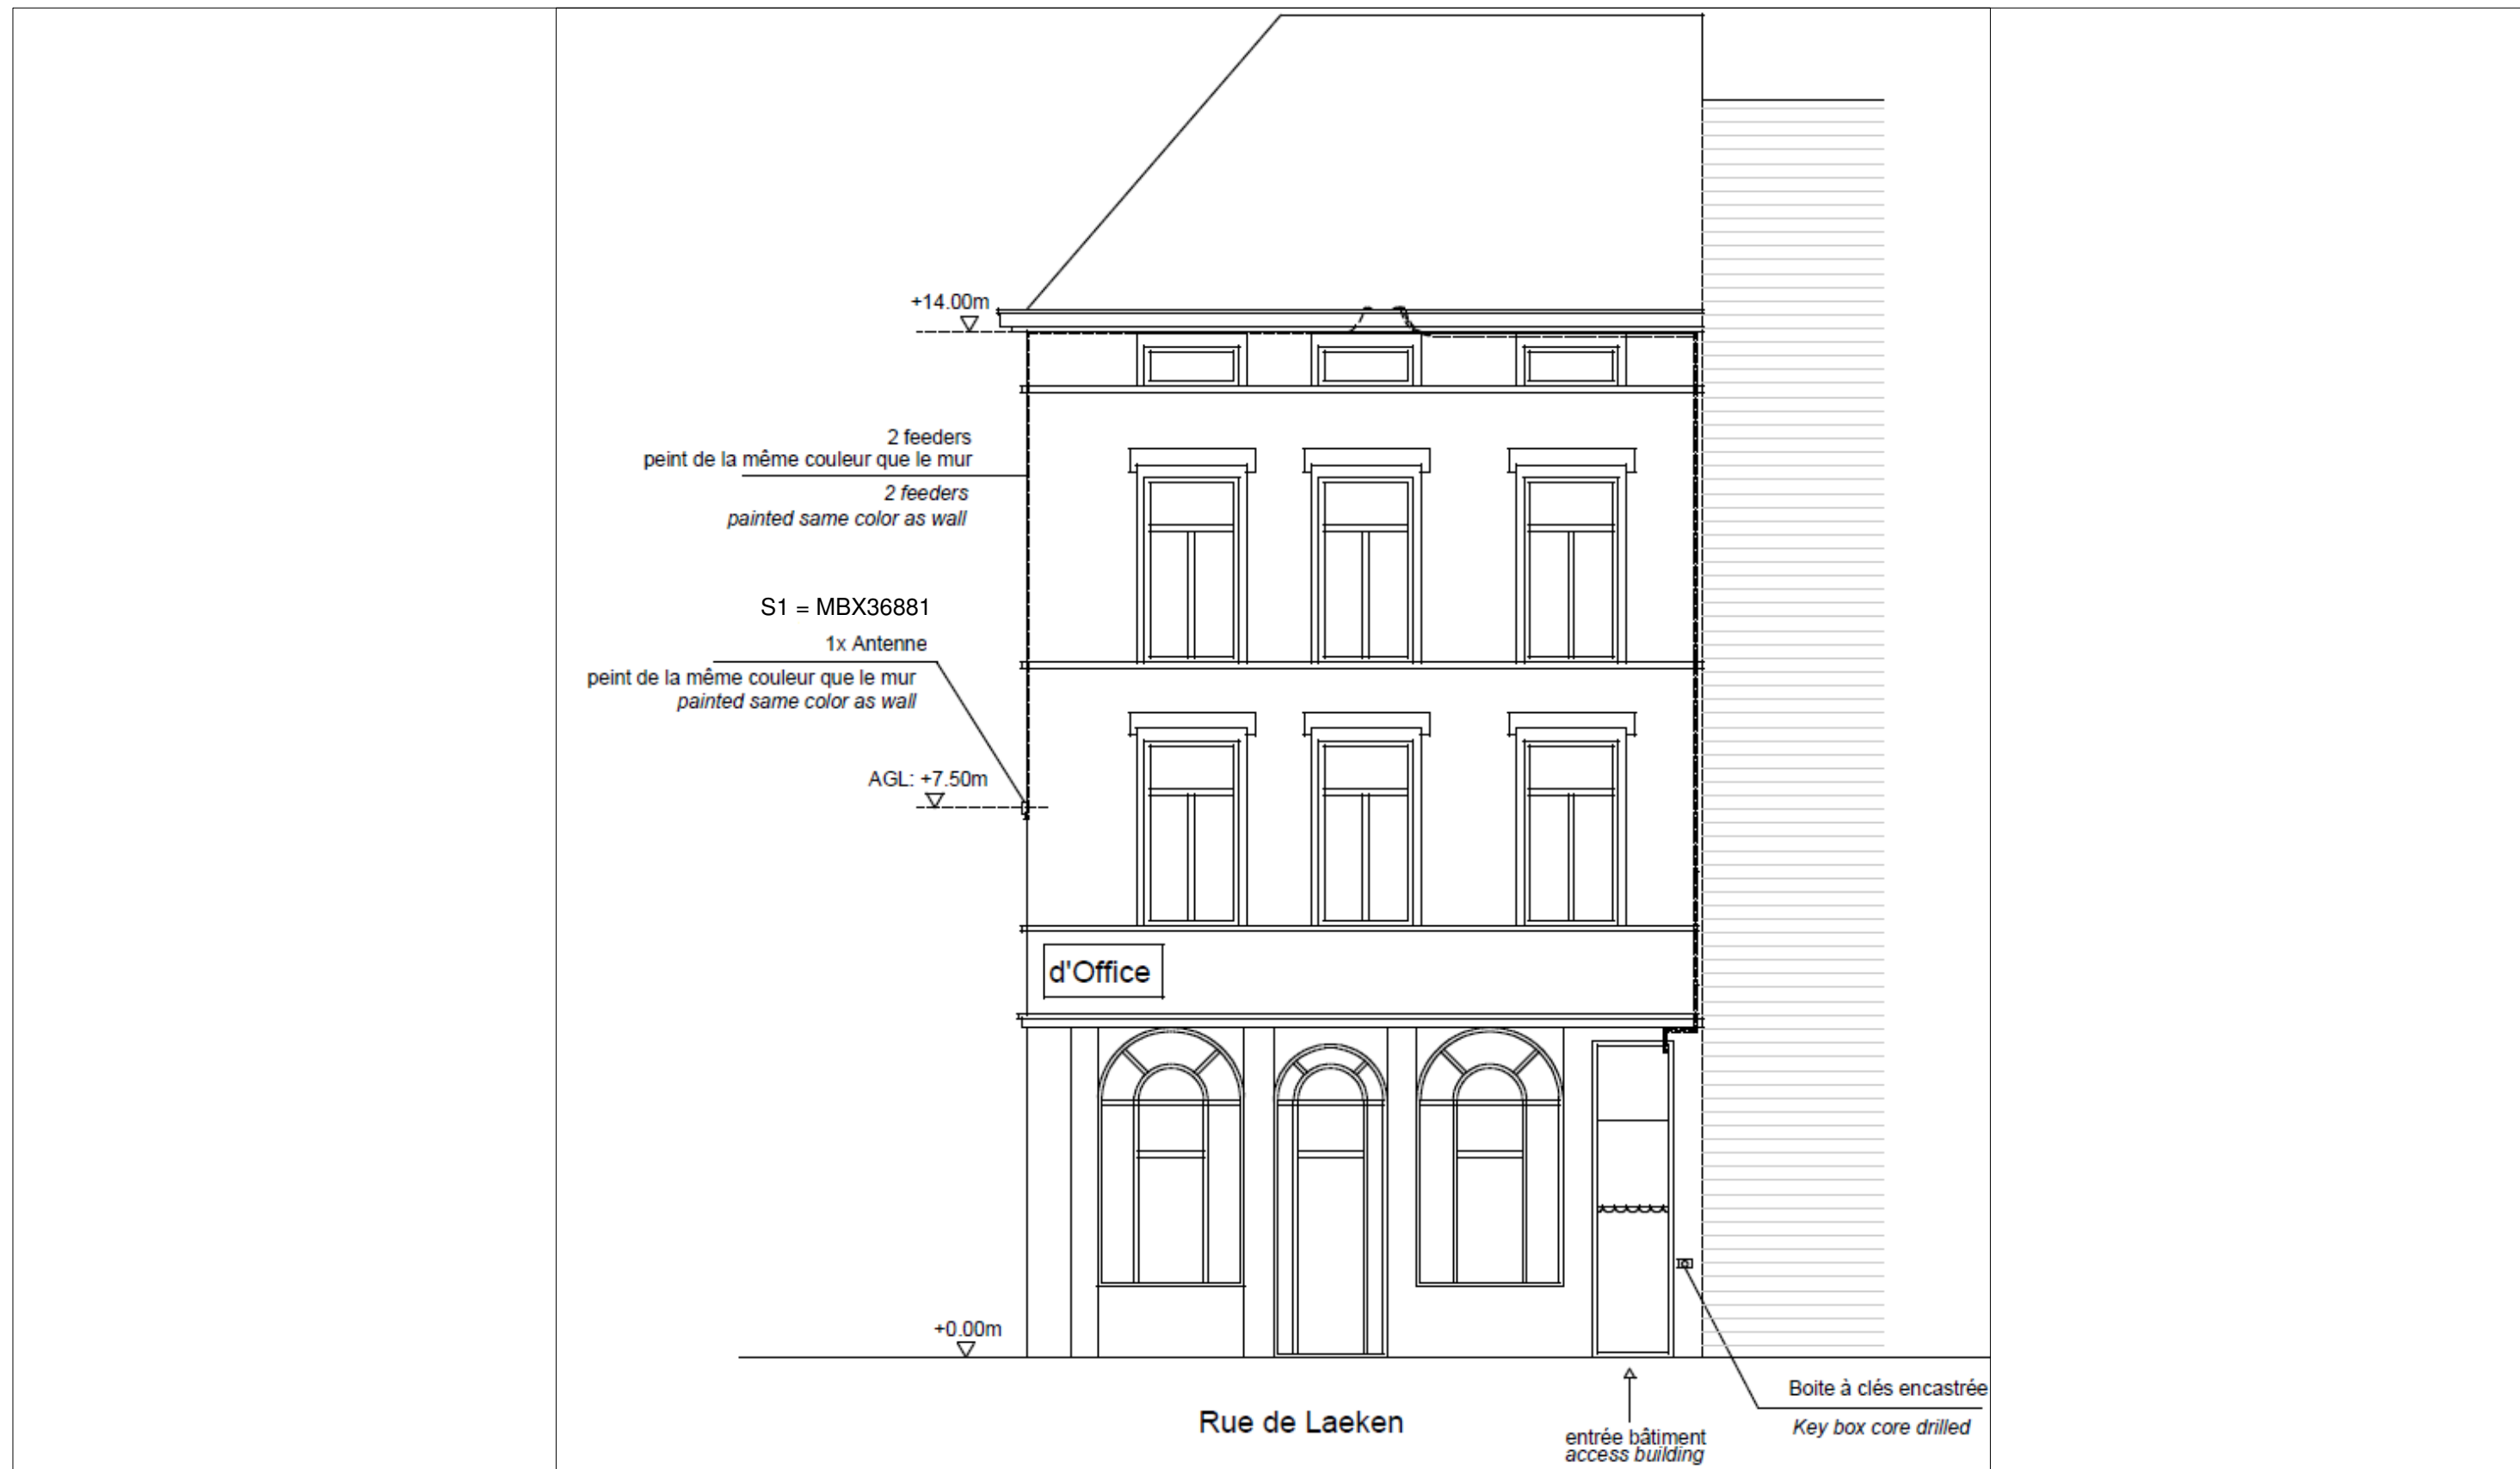 +14.00m
2 feeders
peint de la même couleur que le mur
2 feeders
painted same color as wall
S1 = MBX36881
1x Antenne
peint de la même couleur que le mur
painted same color as wall
AGL: +7.50m
d'Office
+0.00m
Rue de Laeken
entrée bâtiment
access building
Boite à clés encastrée
Key box core drilled